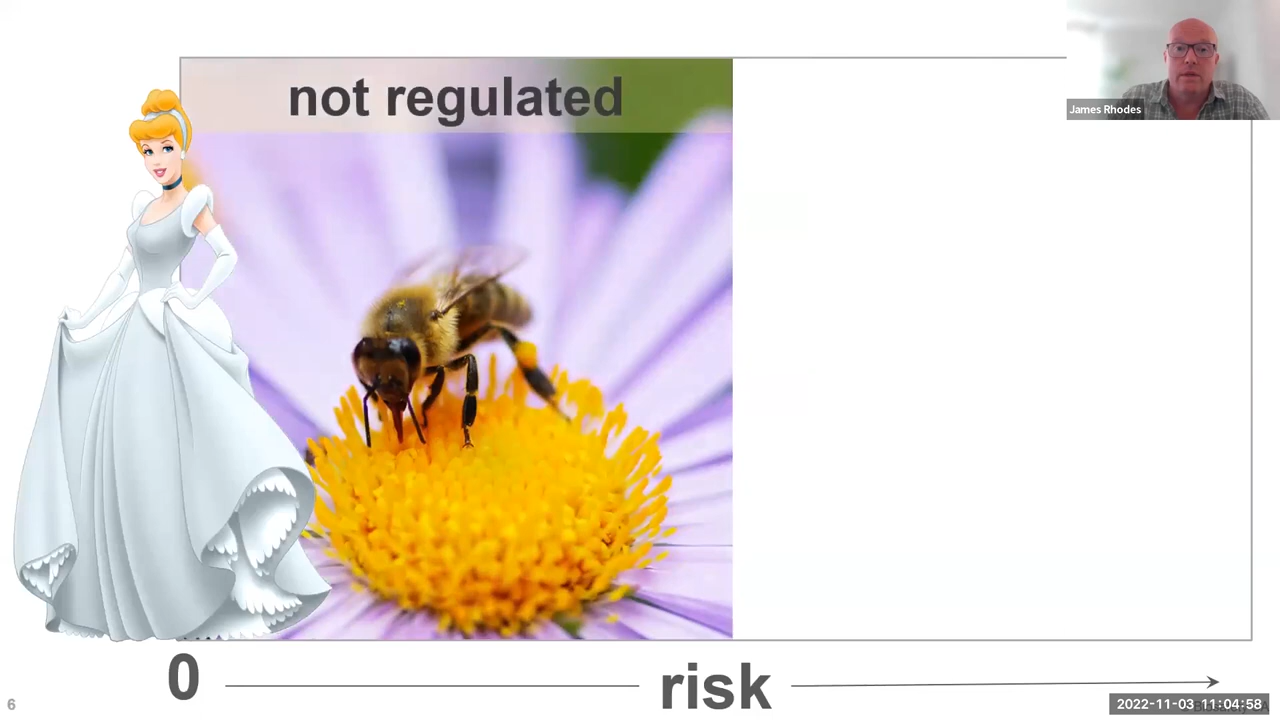 not regulated
James Rhodes
0
risk
6
2022-11-03 11:04:58